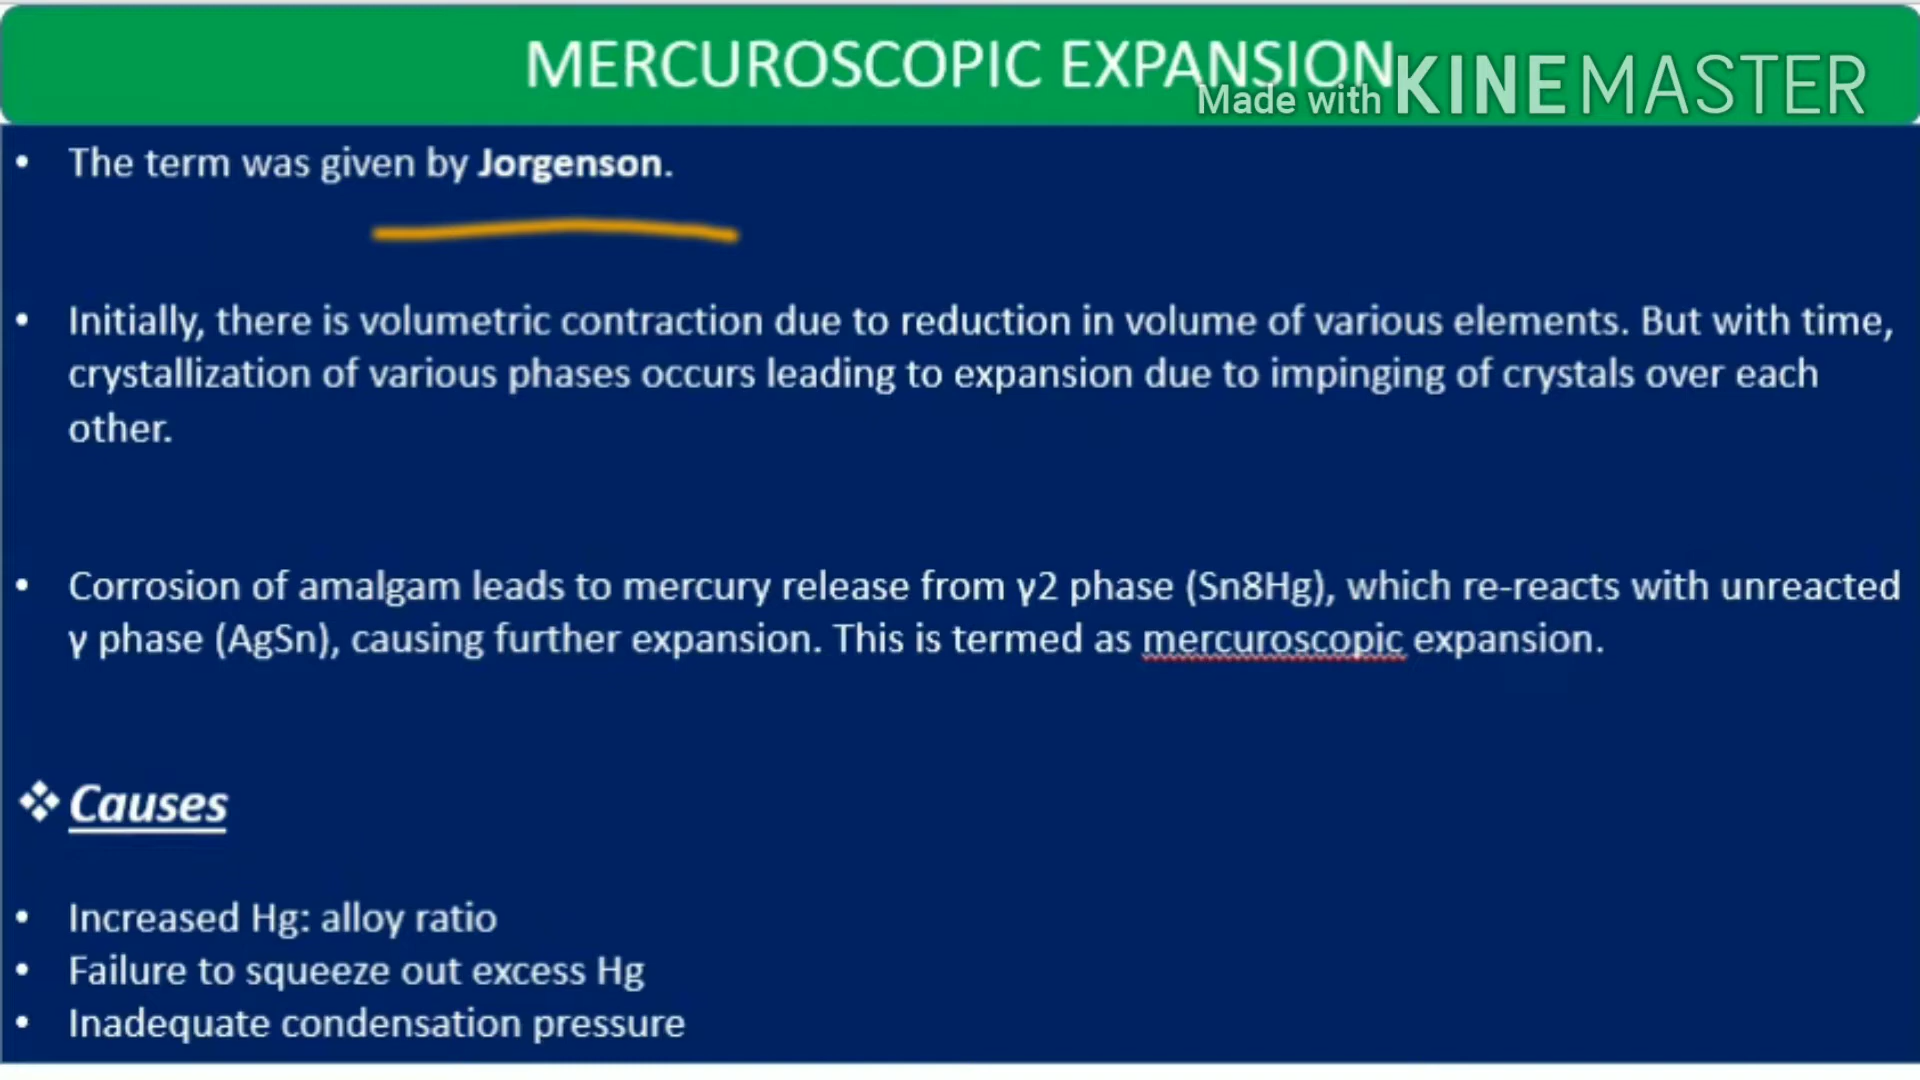 MERCUROSCOPIC EXPANSION
Made with KINEMASTER
• The term was given by Jorgenson.
• Initially, there is volumetric contraction due to reduction in volume of various elements. But with time,
crystallization of various phases occurs leading to expansion due to impinging of crystals over each
other.
• Corrosion of amalgam leads to mercury release from γ2 phase (Sn8Hg), which re-reacts with unreacted
γ phase (AgSn), causing further expansion. This is termed as mercuroscopic expansion.
❖ Causes
• Increased Hg: alloy ratio
• Failure to squeeze out excess Hg
• Inadequate condensation pressure